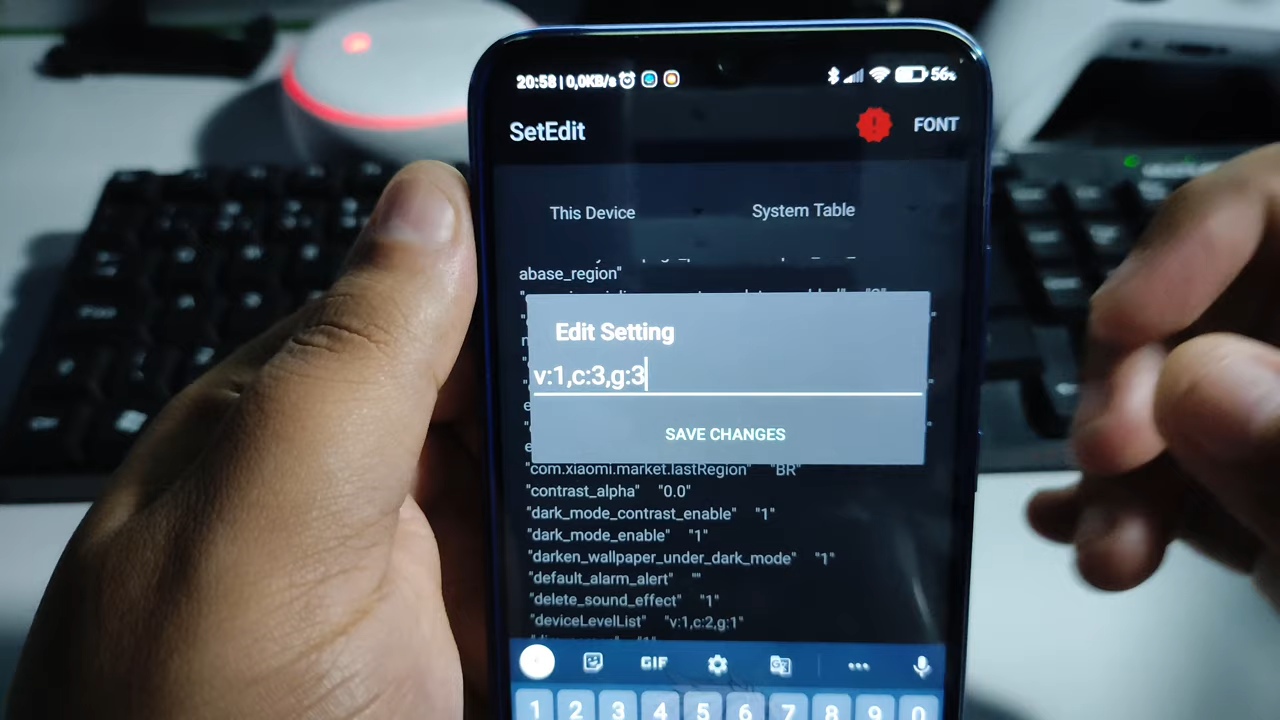 20:58 | 0,0KB/s 56%
SetEdit FONT
This Device System Table
abase_region"
Edit Setting
v:1,c:3,g:3
SAVE CHANGES
"com.xiaomi.market.lastRegion" "BR"
"contrast_alpha" "0.0"
"dark_mode_contrast_enable" "1"
"dark_mode_enable" "1"
"darken_wallpaper_under_dark_mode" "1"
"default_alarm_alert" ""
"delete_sound_effect" "1"
"deviceLevelList" "v:1,c:2,g:1"
GIF
1 2 3 4 5 6 7 8 9 0